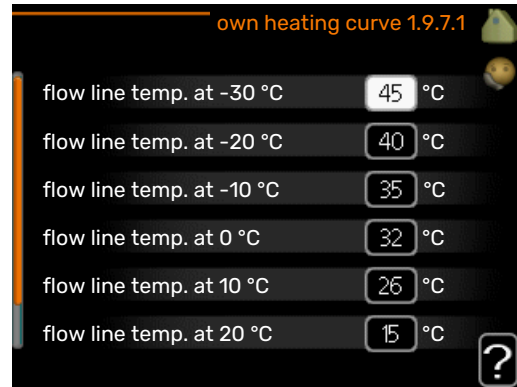 own heating curve 1.9.7.1
flow line temp. at -30 °C 45 °C
flow line temp. at -20 °C 40 °C
flow line temp. at -10 °C 35 °C
flow line temp. at 0 °C 32 °C
flow line temp. at 10 °C 26 °C
flow line temp. at 20 °C 15 °C
?